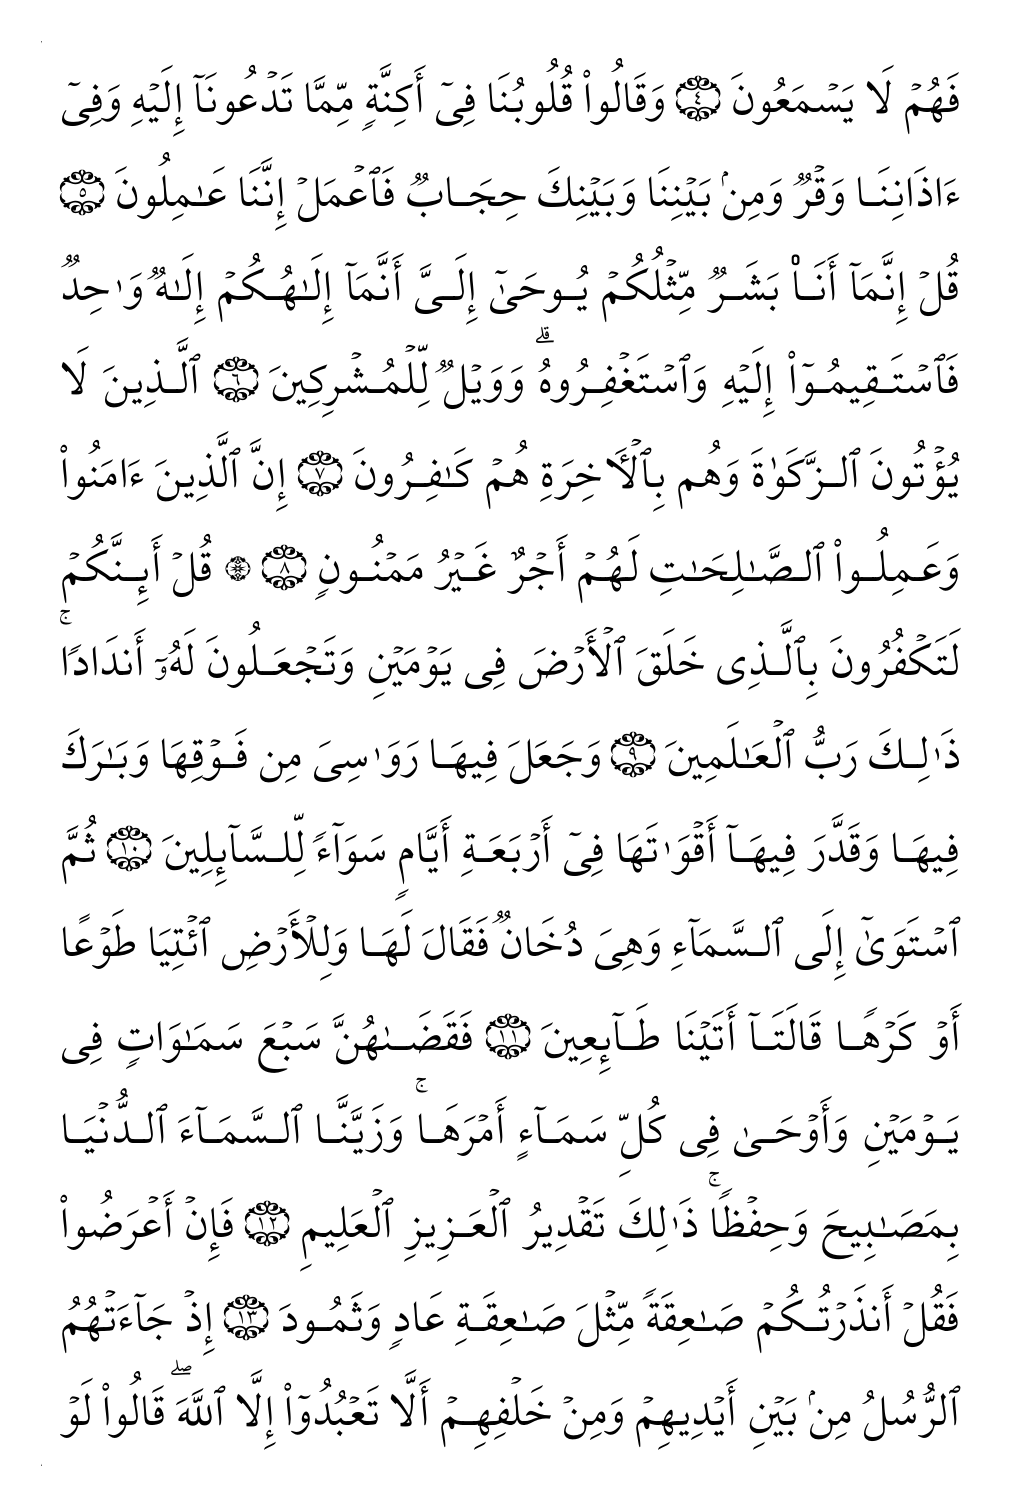 فَهُمۡ لَا يَسۡمَعُونَ ٤ وَقَالُواْ قُلُوبُنَا فِيٓ أَكِنَّةٖ مِّمَّا تَدۡعُونَآ إِلَيۡهِ وَفِيٓ
ءَاذَانِنَا وَقۡرٞ وَمِنۢ بَيۡنِنَا وَبَيۡنِكَ حِجَابٞ فَٱعۡمَلۡ إِنَّنَا عَٰمِلُونَ ٥
قُلۡ إِنَّمَآ أَنَا۠ بَشَرٞ مِّثۡلُكُمۡ يُوحَىٰٓ إِلَيَّ أَنَّمَآ إِلَٰهُكُمۡ إِلَٰهٞ وَٰحِدٞ
فَٱسۡتَقِيمُوٓاْ إِلَيۡهِ وَٱسۡتَغۡفِرُوهُۗ وَوَيۡلٞ لِّلۡمُشۡرِكِينَ ٦ ٱلَّذِينَ لَا
يُؤۡتُونَ ٱلزَّكَوٰةَ وَهُم بِٱلۡأٓخِرَةِ هُمۡ كَٰفِرُونَ ٧ إِنَّ ٱلَّذِينَ ءَامَنُواْ
وَعَمِلُواْ ٱلصَّٰلِحَٰتِ لَهُمۡ أَجۡرٌ غَيۡرُ مَمۡنُونٖ ٨ ۞ قُلۡ أَئِنَّكُمۡ
لَتَكۡفُرُونَ بِٱلَّذِي خَلَقَ ٱلۡأَرۡضَ فِي يَوۡمَيۡنِ وَتَجۡعَلُونَ لَهُۥٓ أَندَادٗاۚ
ذَٰلِكَ رَبُّ ٱلۡعَٰلَمِينَ ٩ وَجَعَلَ فِيهَا رَوَٰسِيَ مِن فَوۡقِهَا وَبَٰرَكَ
فِيهَا وَقَدَّرَ فِيهَآ أَقۡوَٰتَهَا فِيٓ أَرۡبَعَةِ أَيَّامٖ سَوَآءٗ لِّلسَّآئِلِينَ ١٠ ثُمَّ
ٱسۡتَوَىٰٓ إِلَى ٱلسَّمَآءِ وَهِيَ دُخَانٞ فَقَالَ لَهَا وَلِلۡأَرۡضِ ٱئۡتِيَا طَوۡعًا
أَوۡ كَرۡهٗا قَالَتَآ أَتَيۡنَا طَآئِعِينَ ١١ فَقَضَىٰهُنَّ سَبۡعَ سَمَٰوَاتٖ فِي
يَوۡمَيۡنِ وَأَوۡحَىٰ فِي كُلِّ سَمَآءٍ أَمۡرَهَاۚ وَزَيَّنَّا ٱلسَّمَآءَ ٱلدُّنۡيَا
بِمَصَٰبِيحَ وَحِفۡظٗاۚ ذَٰلِكَ تَقۡدِيرُ ٱلۡعَزِيزِ ٱلۡعَلِيمِ ١٢ فَإِنۡ أَعۡرَضُواْ
فَقُلۡ أَنذَرۡتُكُمۡ صَٰعِقَةٗ مِّثۡلَ صَٰعِقَةِ عَادٖ وَثَمُودَ ١٣ إِذۡ جَآءَتۡهُمُ
ٱلرُّسُلُ مِنۢ بَيۡنِ أَيۡدِيهِمۡ وَمِنۡ خَلۡفِهِمۡ أَلَّا تَعۡبُدُوٓاْ إِلَّا ٱللَّهَۖ قَالُواْ لَوۡ